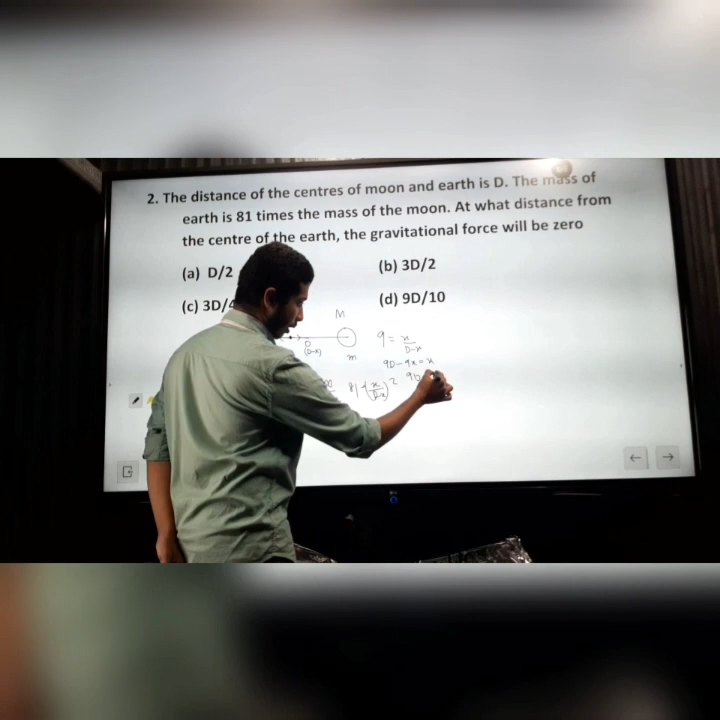 2. The distance of the centres of moon and earth is D. The mass of
earth is 81 times the mass of the moon. At what distance from
the centre of the earth, the gravitational force will be zero
(a) D/2
(b) 3D/2
(c) 3D/4
(d) 9D/10
M
9 = x/D-x
(D-x)
m
9D-9x=x
81 = (x/D-x)²
9D